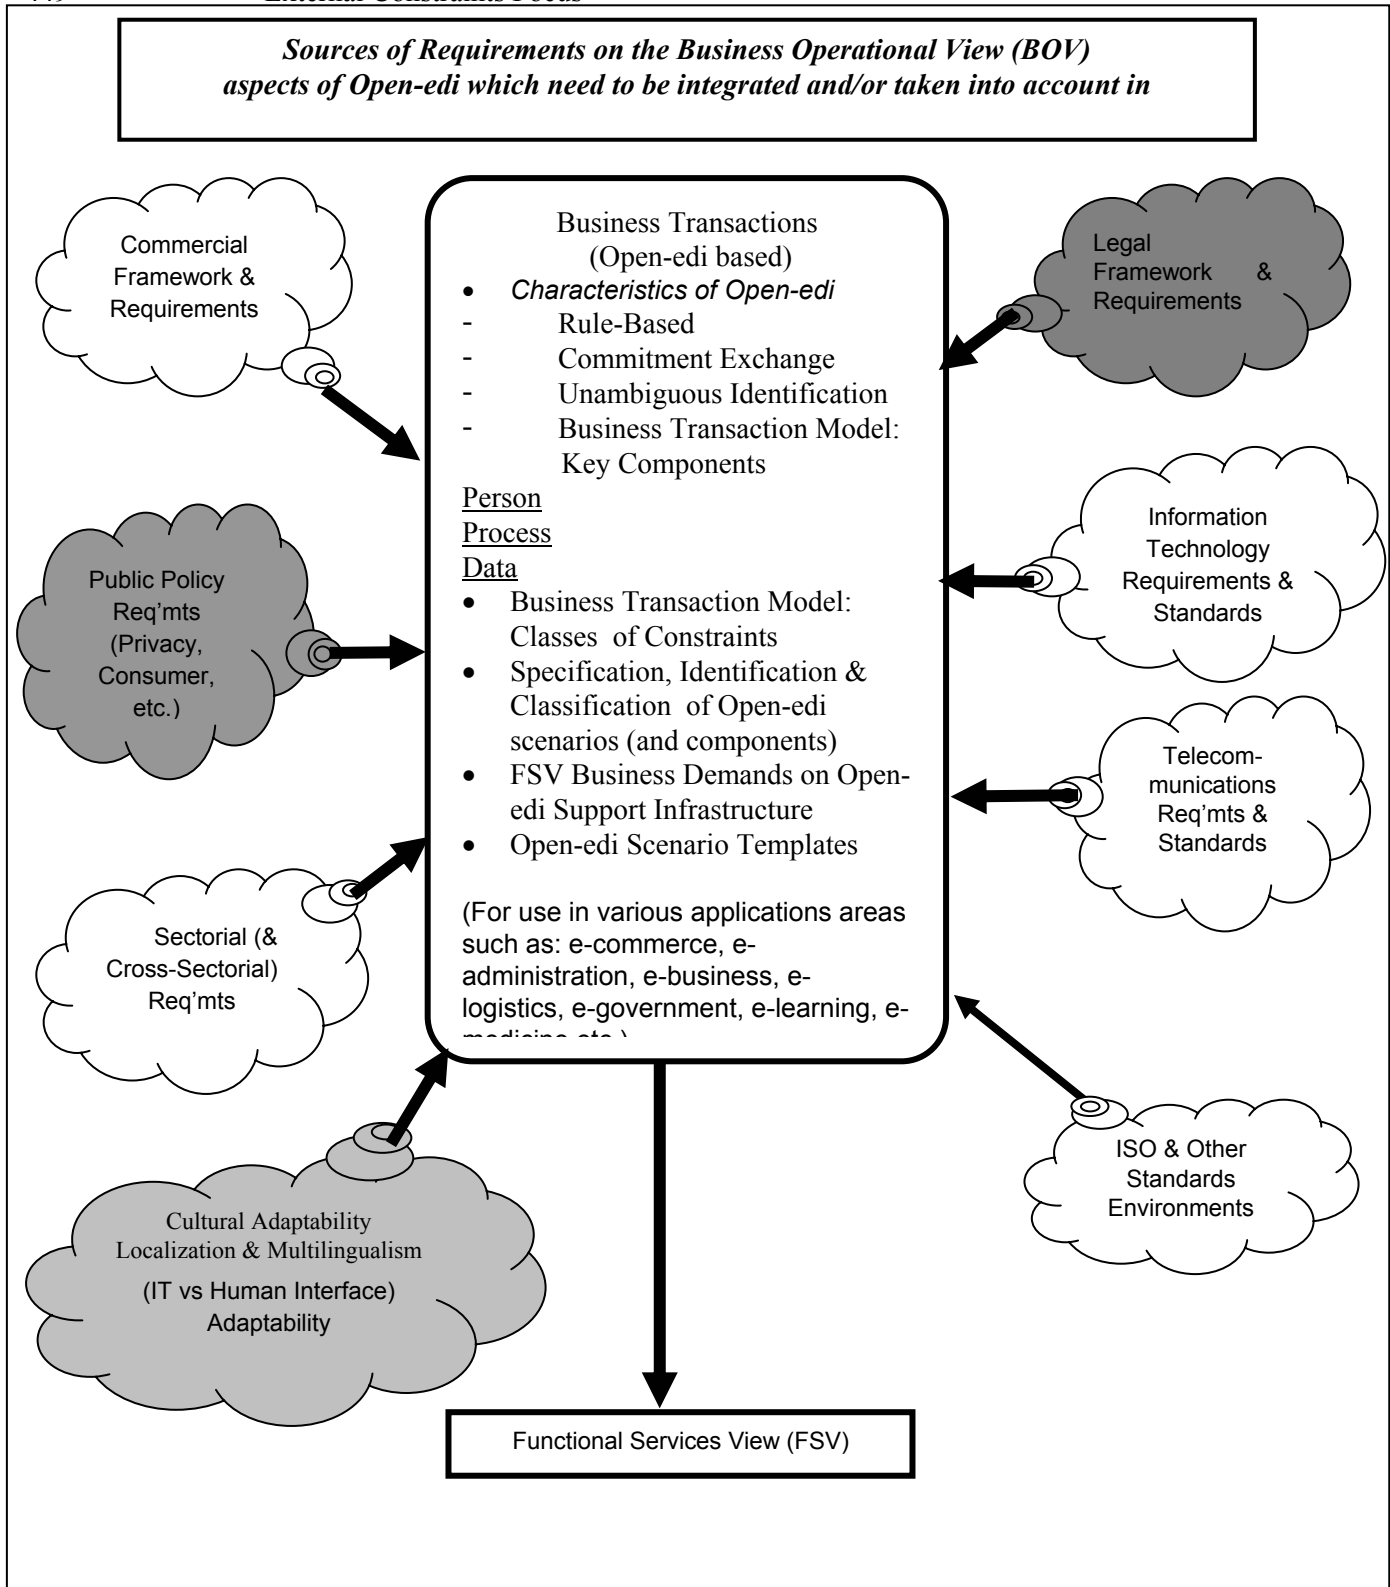 Sources of Requirements on the Business Operational View (BOV)
aspects of Open-edi which need to be integrated and/or taken into account in
Commercial
Framework &
Requirements
Public Policy
Req'mts
(Privacy,
Consumer,
etc.)
Sectorial (&
Cross-Sectorial)
Req'mts
Cultural Adaptability
Localization & Multilingualism
(IT vs Human Interface)
Adaptability
Business Transactions
(Open-edi based)
• Characteristics of Open-edi
- Rule-Based
- Commitment Exchange
- Unambiguous Identification
- Business Transaction Model:
Key Components
Person
Process
Data
• Business Transaction Model:
Classes of Constraints
• Specification, Identification &
Classification of Open-edi
scenarios (and components)
• FSV Business Demands on Open-
edi Support Infrastructure
• Open-edi Scenario Templates
(For use in various applications areas
such as: e-commerce, e-
administration, e-business, e-
logistics, e-government, e-learning, e-
Legal
Framework &
Requirements
Information
Technology
Requirements &
Standards
Telecom-
munications
Req'mts &
Standards
ISO & Other
Standards
Environments
Functional Services View (FSV)